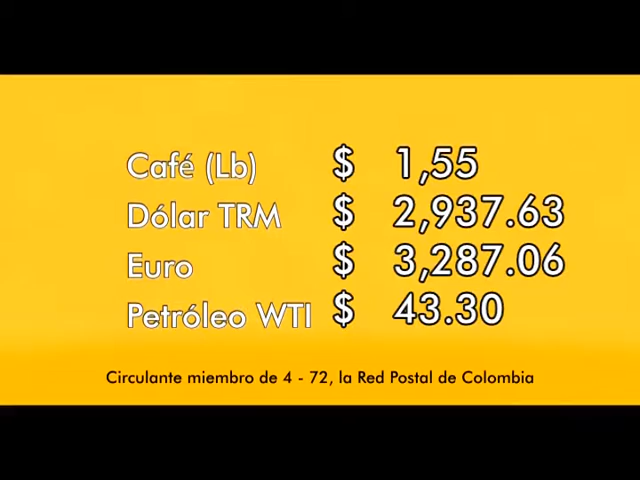 Café (Lb) $ 1,55
Dólar TRM $ 2,937.63
Euro $ 3,287.06
Petróleo WTI $ 43.30
Circulante miembro de 4 - 72, la Red Postal de Colombia